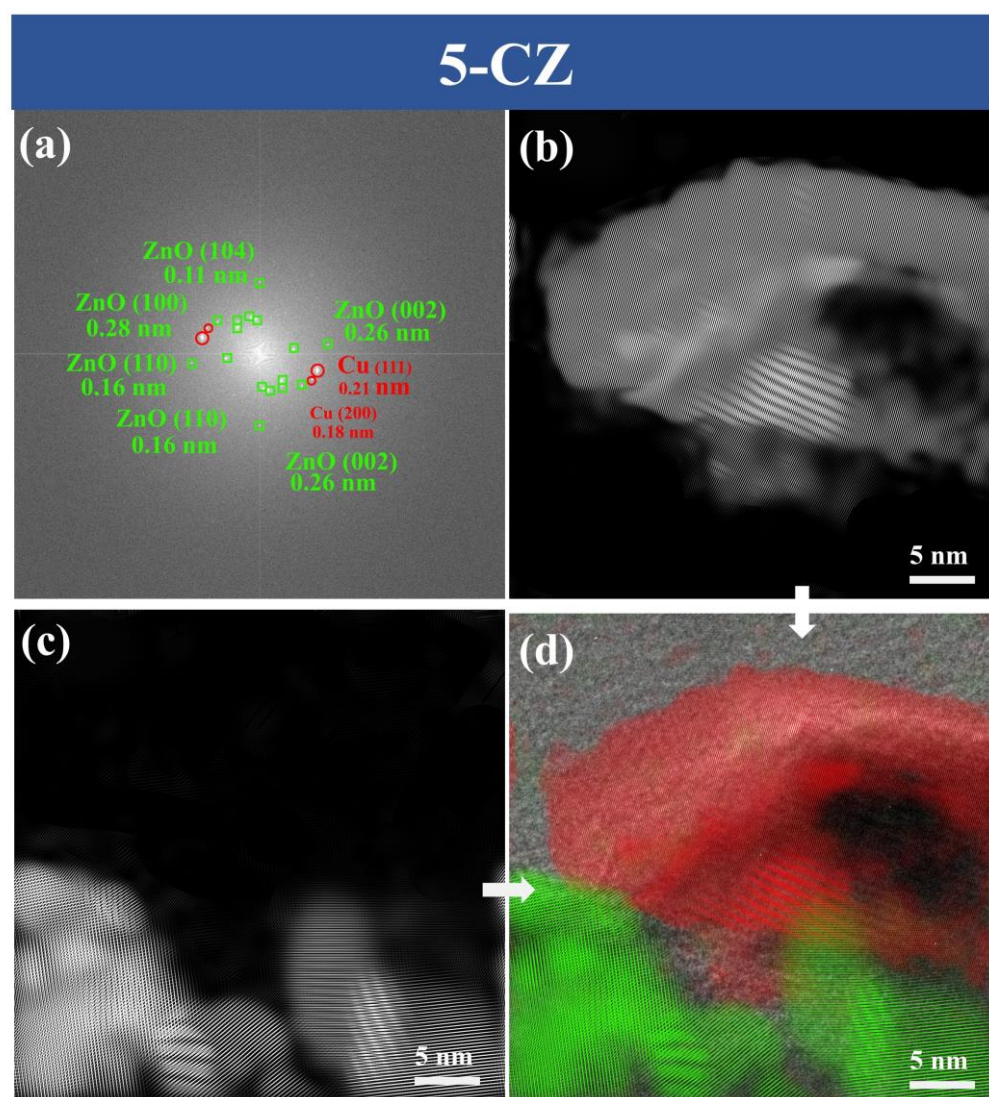 5-CZ
(a)
ZnO (104)
0.11 nm
ZnO (100)
0.28 nm
ZnO (002)
0.26 nm
ZnO (110)
0.16 nm
Cu (111)
0.21 nm
Cu (200)
0.18 nm
ZnO (110)
0.16 nm
ZnO (002)
0.26 nm
(b)
5 nm
(c)
5 nm
(d)
5 nm